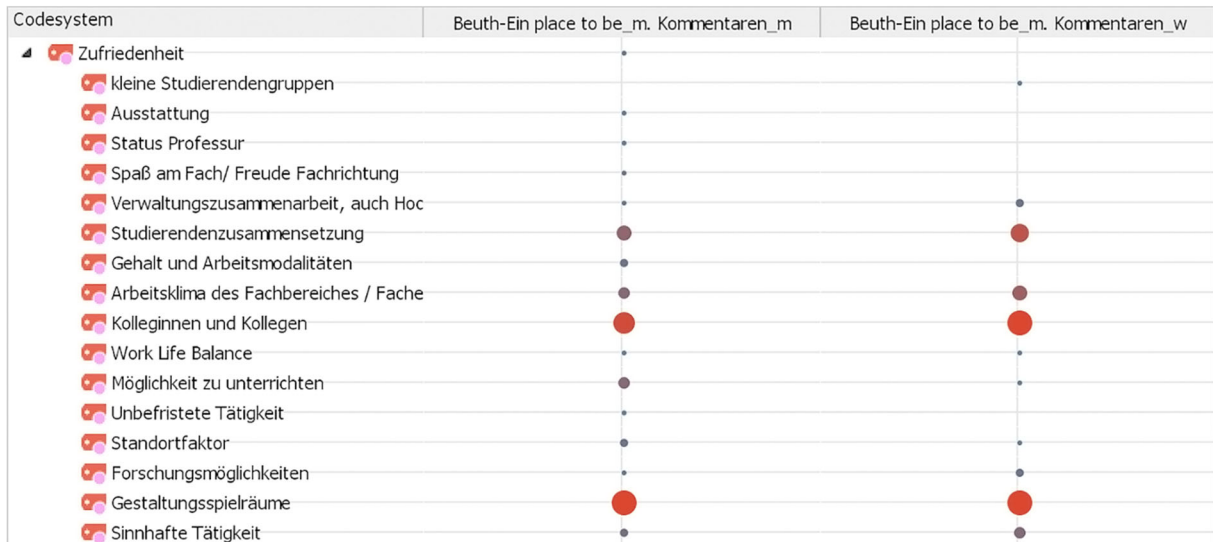 Codesystem Beuth-Ein place to be_m. Kommentaren_m Beuth-Ein place to be_m. Kommentaren_w
Zufriedenheit
kleine Studierendengruppen
Ausstattung
Status Professur
Spaß am Fach/ Freude Fachrichtung
Verwaltungszusammenarbeit, auch Hoc
Studierendenzusammensetzung
Gehalt und Arbeitsmodalitäten
Arbeitsklima des Fachbereiches / Fache
Kolleginnen und Kollegen
Work Life Balance
Möglichkeit zu unterrichten
Unbefristete Tätigkeit
Standortfaktor
Forschungsmöglichkeiten
Gestaltungsspielräume
Sinnhafte Tätigkeit